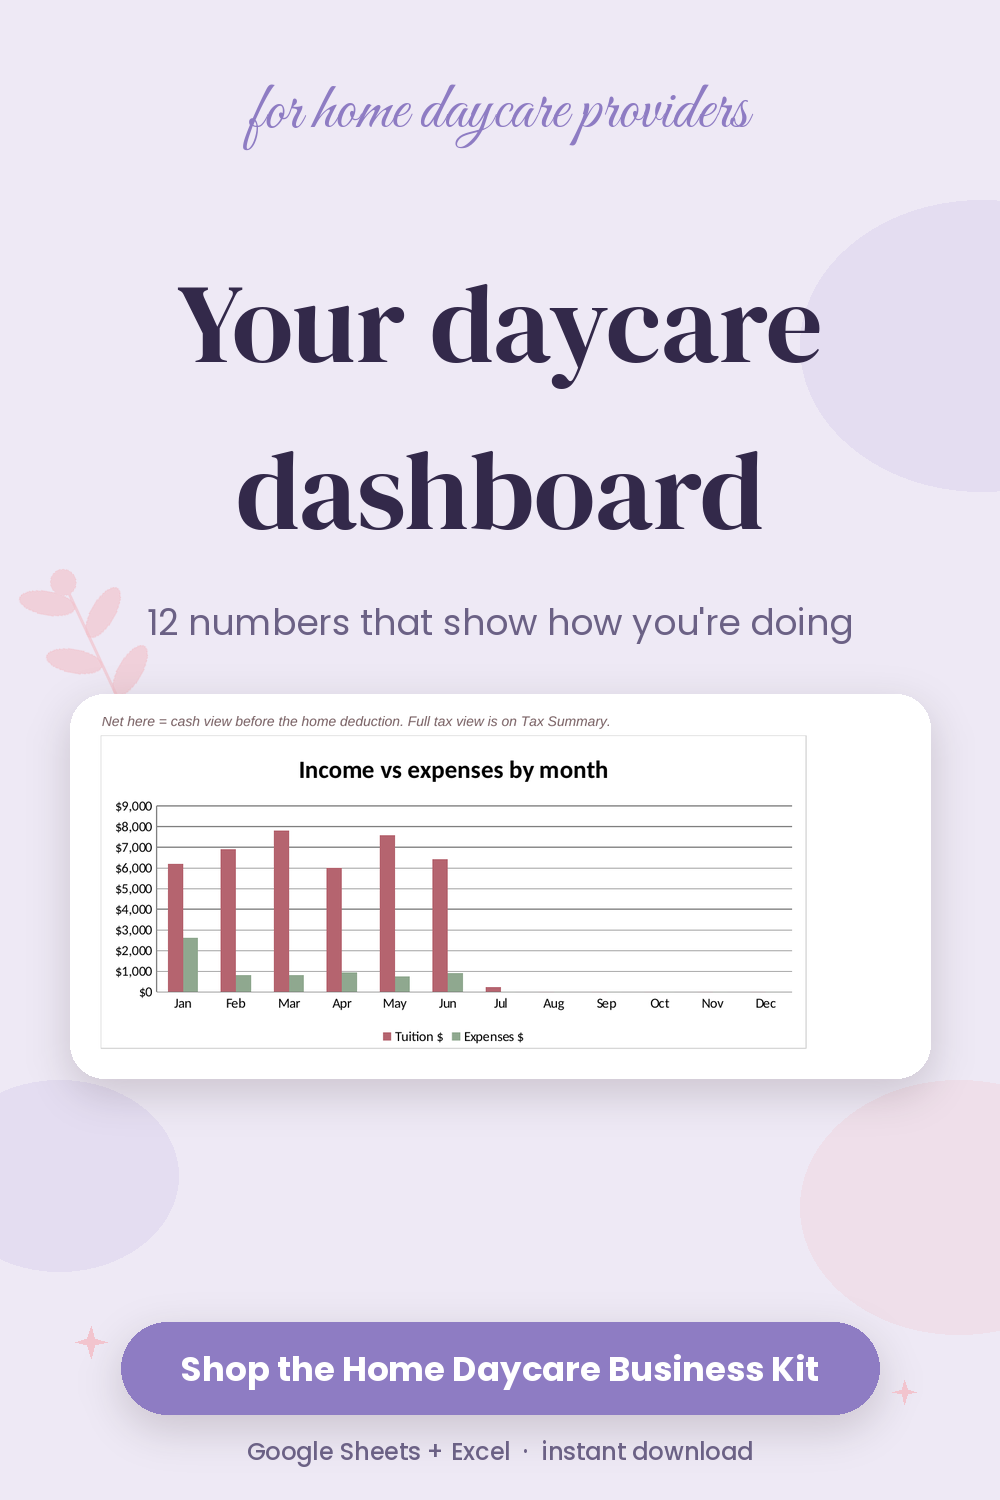 for home daycare providers
Your daycare
dashboard
12 numbers that show how you're doing
Net here = cash view before the home deduction. Full tax view is on Tax Summary.
Income vs expenses by month
$9,000
$8,000
$7,000
$6,000
$5,000
$4,000
$3,000
$2,000
$1,000
$0
Jan Feb Mar Apr May Jun Jul Aug Sep Oct Nov Dec
Tuition $ Expenses $
Shop the Home Daycare Business Kit
Google Sheets + Excel · instant download